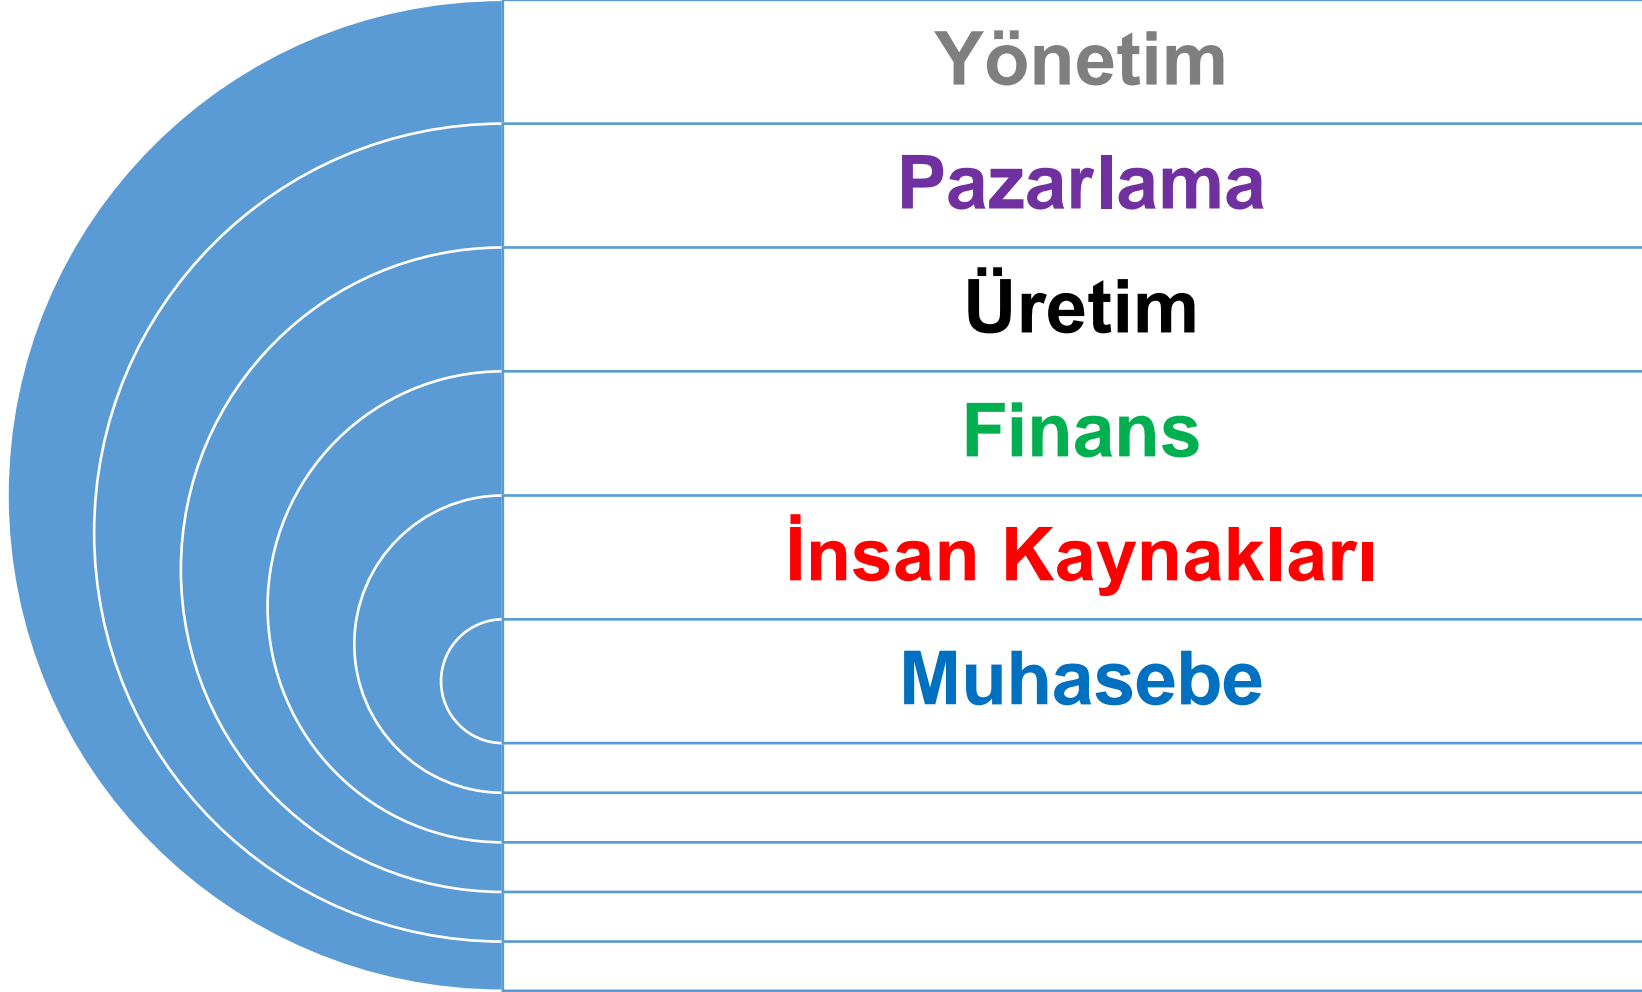 Yönetim
Pazarlama
Üretim
Finans
İnsan Kaynakları
Muhasebe